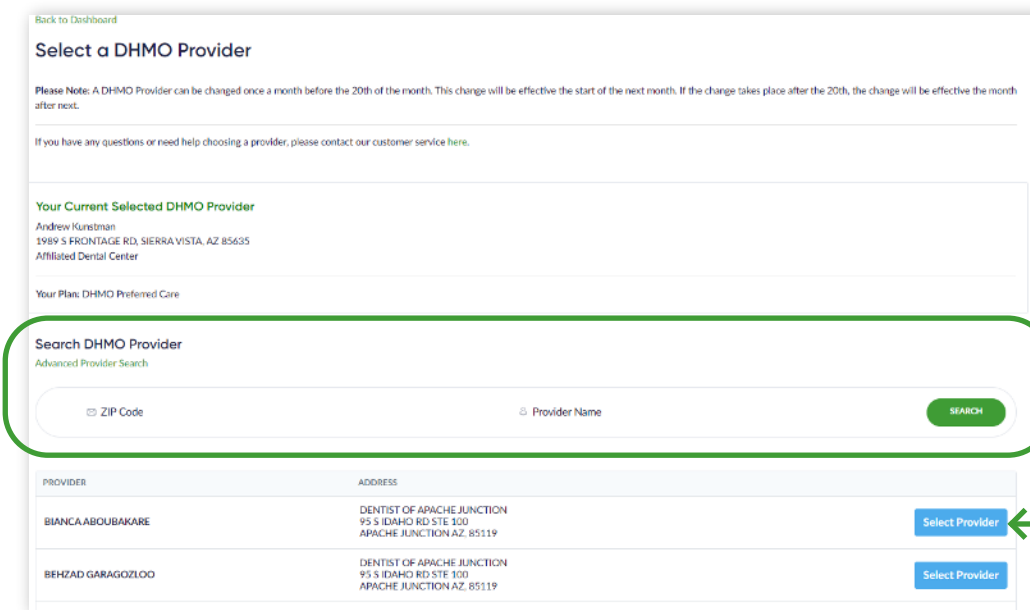 Back to Dashboard
Select a DHMO Provider
Please Note: A DHMO Provider can be changed once a month before the 20th of the month. This change will be effective the start of the next month. If the change takes place after the 20th, the change will be effective the month
after next.
If you have any questions or need help choosing a provider, please contact our customer service here.
Your Current Selected DHMO Provider
Andrew Kunstman
1989 S FRONTAGE RD, SIERRA VISTA, AZ 85635
Affiliated Dental Center
Your Plan: DHMO Preferred Care
Search DHMO Provider
Advanced Provider Search
ZIP Code Provider Name SEARCH
PROVIDER ADDRESS
BIANCA ABOUBAKARE DENTIST OF APACHE JUNCTION
95 S IDAHO RD STE 100 Select Provider
APACHE JUNCTION AZ, 85119
BEHZAD GARAGOZLOO DENTIST OF APACHE JUNCTION
95 S IDAHO RD STE 100 Select Provider
APACHE JUNCTION AZ, 85119